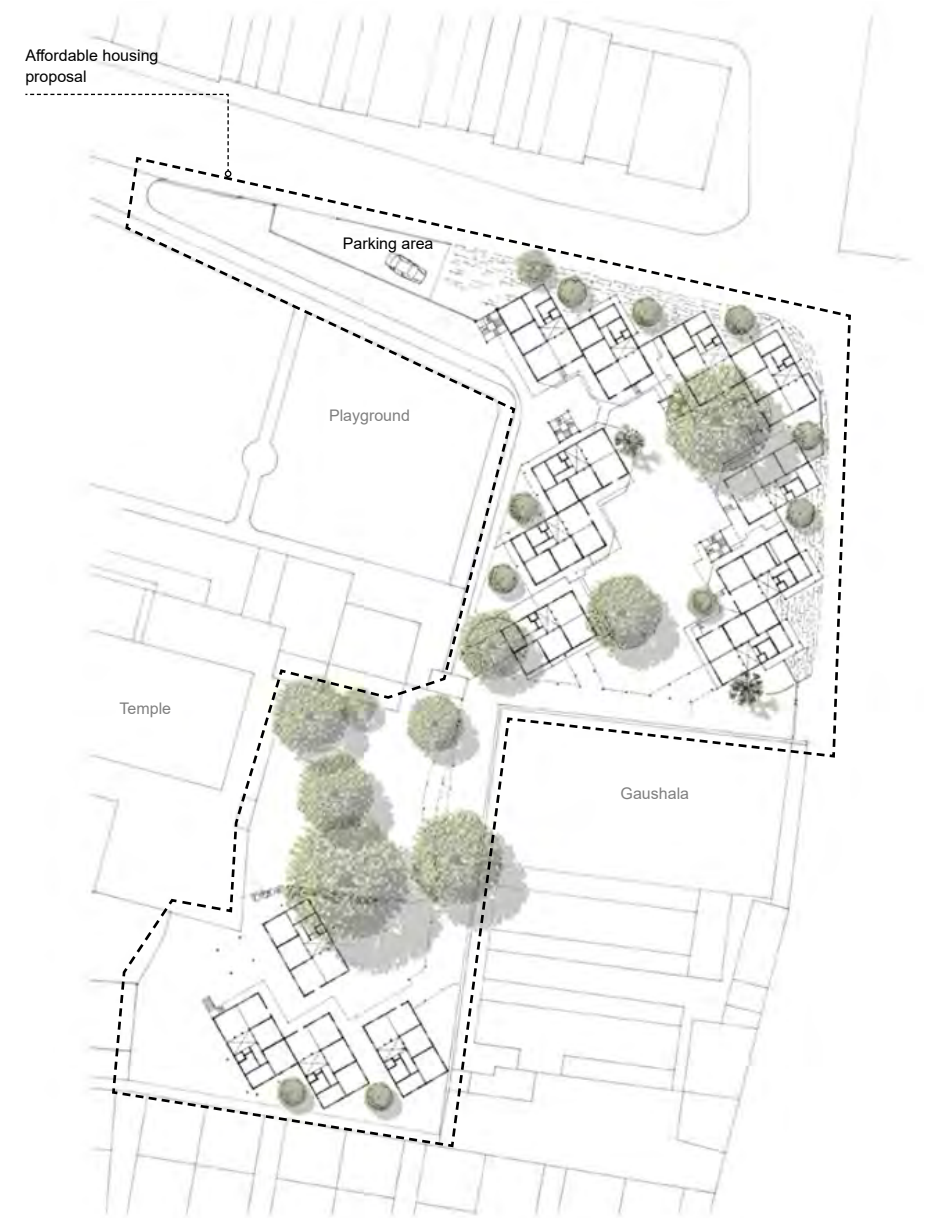 Affordable housing
proposal
Parking area
Playground
Temple
Gaushala